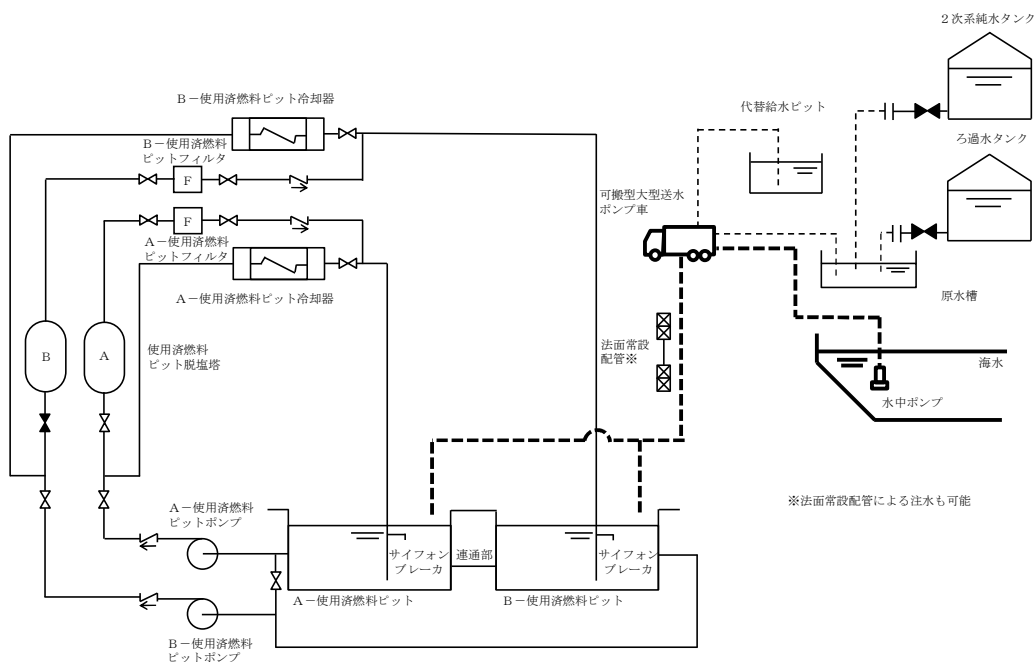 2次系純水タンク
B－使用済燃料ピット冷却器
代替給水ピット
B－使用済燃料
ピットフィルタ
F
ろ過水タンク
可搬型大型送水
ポンプ車
F
A－使用済燃料
ピットフィルタ
A－使用済燃料ピット冷却器
原水槽
B
A
使用済燃料
ピット脱塩塔
法面常設
配管※
海水
水中ポンプ
※法面常設配管による注水も可能
A－使用済燃料
ピットポンプ
サイフォン
ブレーカ
連通部
サイフォン
ブレーカ
A－使用済燃料ピット
B－使用済燃料ピット
B－使用済燃料
ピットポンプ